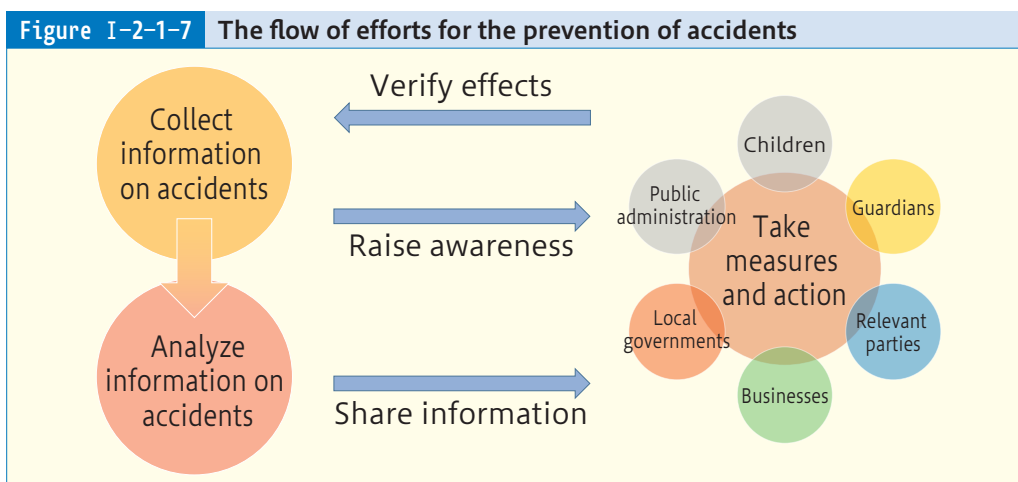 Figure I-2-1-7 The flow of efforts for the prevention of accidents
Collect
information
on accidents
Analyze
information on
accidents
Verify effects
Raise awareness
Share information
Take
measures
and action
Children
Guardians
Relevant
parties
Businesses
Local
governments
Public
administration